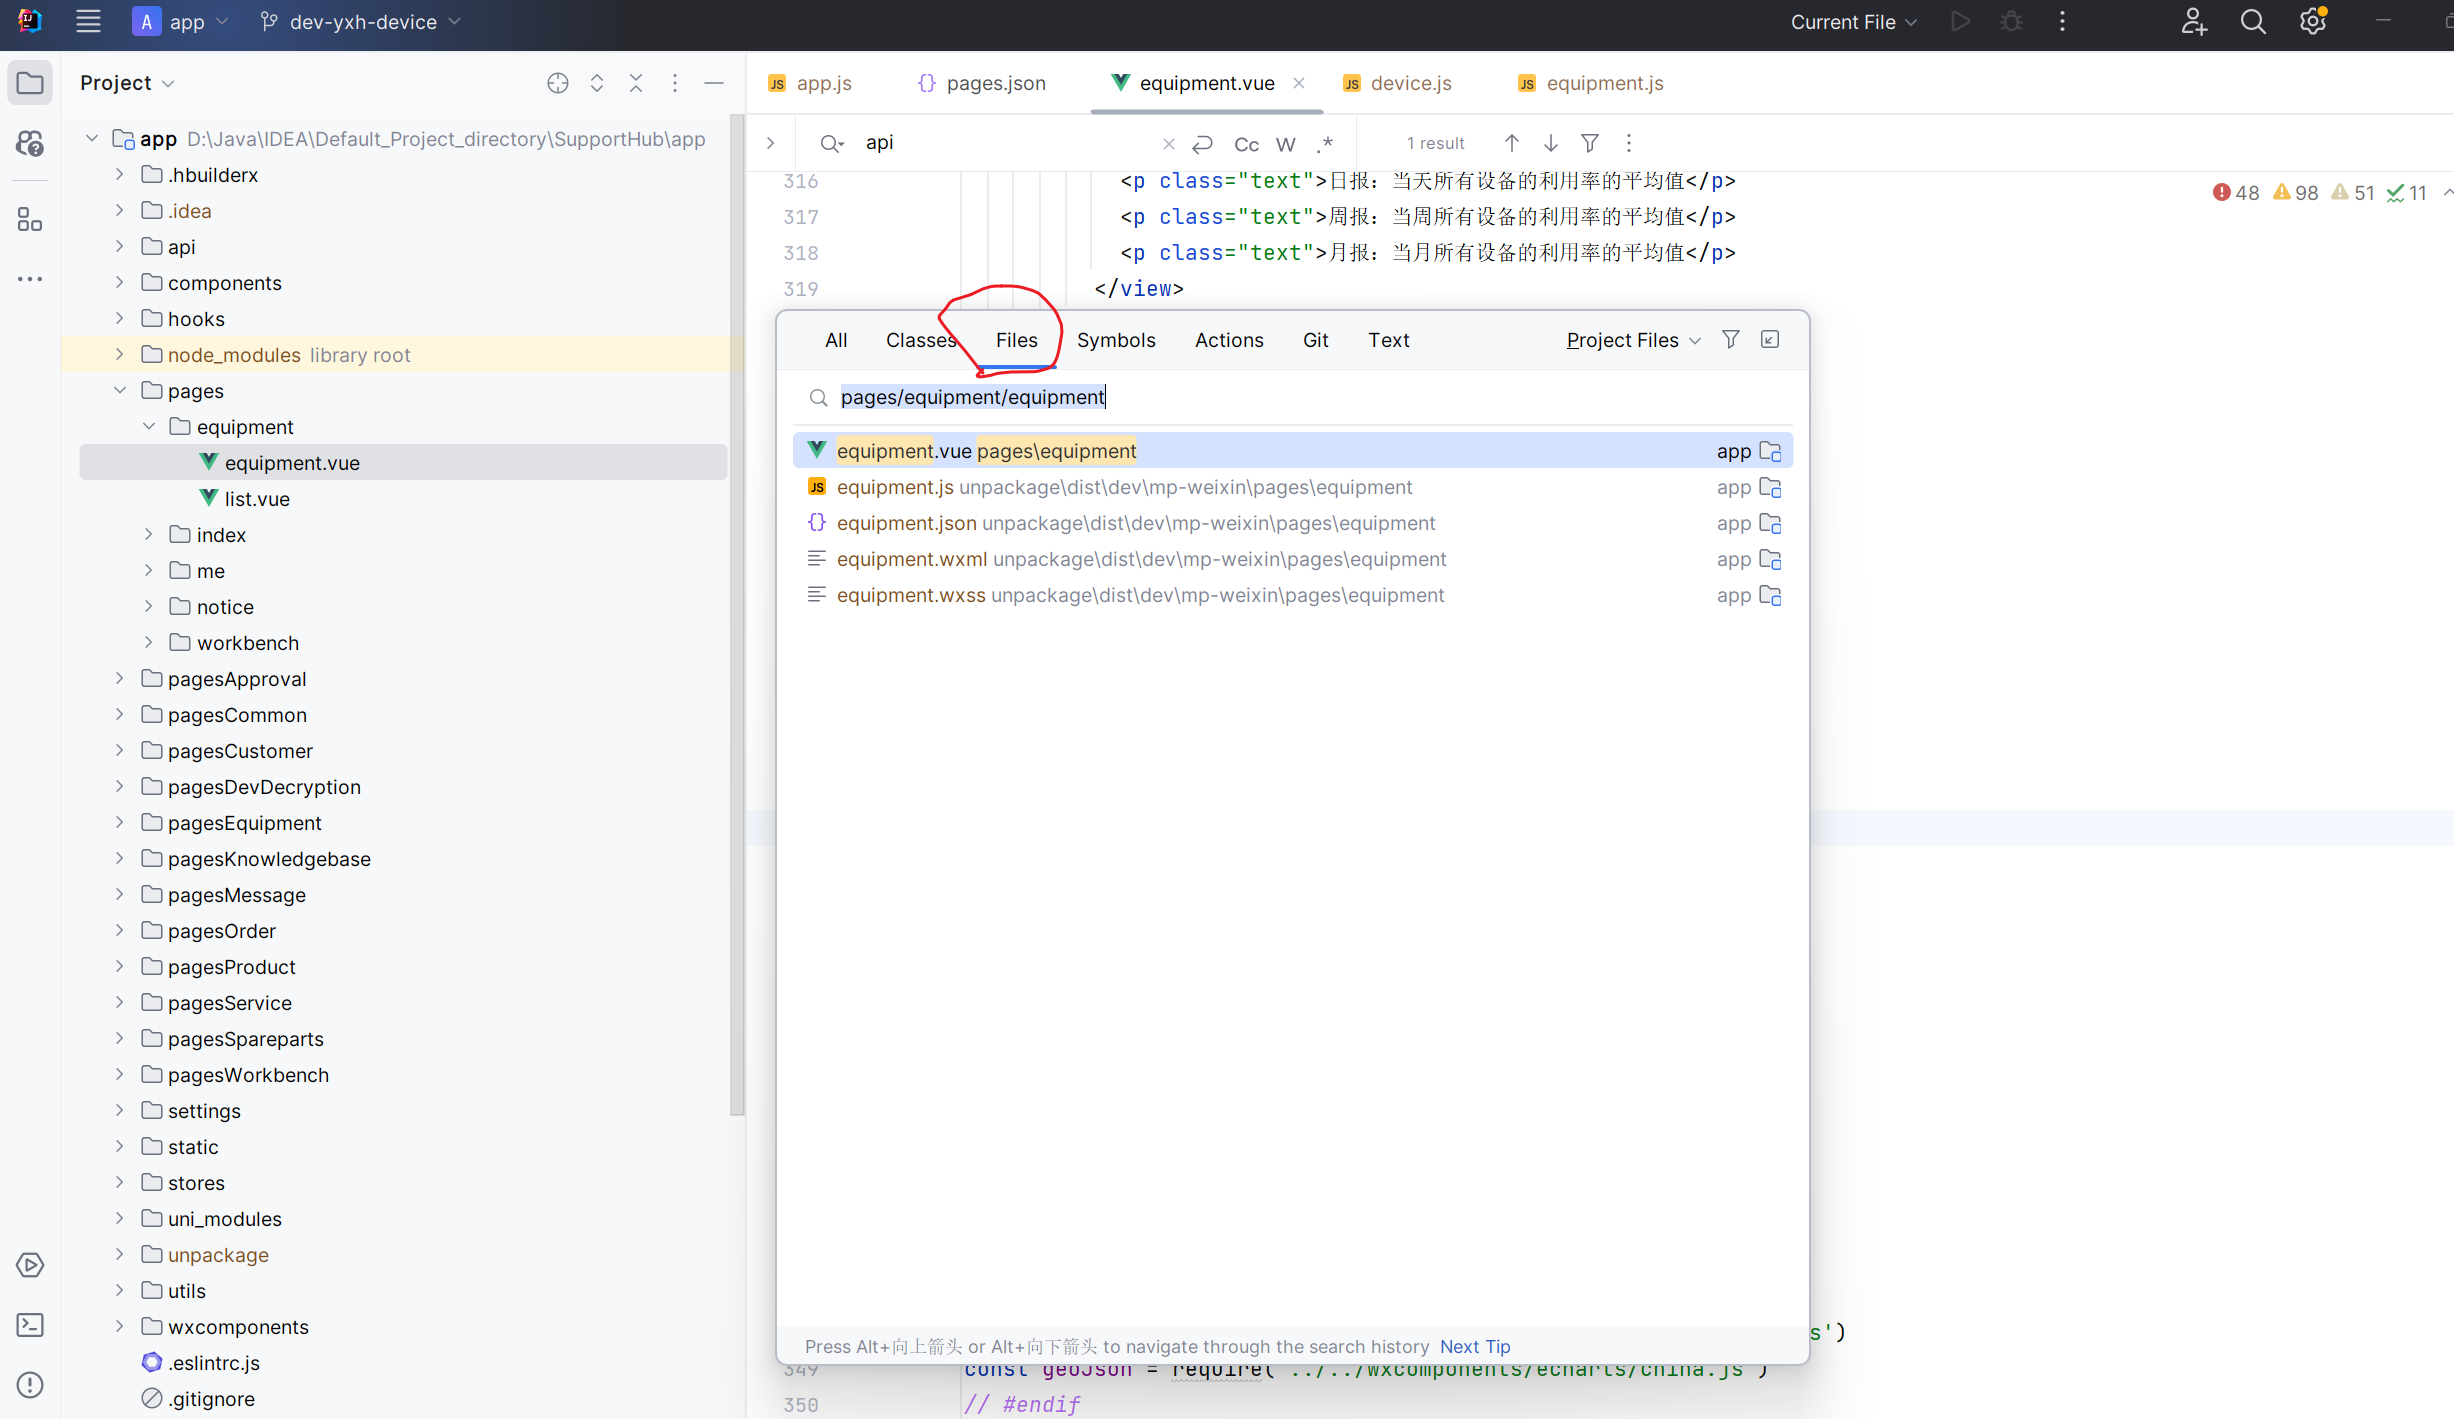 A app dev-yxh-device Current File
Project
app D:\Java\IDEA\Default_Project_directory\SupportHub\app
.hbuilderx
.idea
api
components
hooks
node_modules library root
pages
equipment
equipment.vue
list.vue
index
me
notice
workbench
pagesApproval
pagesCommon
pagesCustomer
pagesDevDecryption
pagesEquipment
pagesKnowledgebase
pagesMessage
pagesOrder
pagesProduct
pagesService
pagesSpareparts
pagesWorkbench
settings
static
stores
uni_modules
unpackage
utils
wxcomponents
.eslintrc.js
.gitignore
JS app.js {} pages.json equipment.vue JS device.js JS equipment.js
api Cc W .* 1 result
48 98 51 11
316 <p class="text">日报：当天所有设备的利用率的平均值</p>
317 <p class="text">周报：当周所有设备的利用率的平均值</p>
318 <p class="text">月报：当月所有设备的利用率的平均值</p>
319 </view>
All Classes Files Symbols Actions Git Text Project Files
pages/equipment/equipment
equipment.vue pages\equipment app
JS equipment.js unpackage\dist\dev\mp-weixin\pages\equipment app
{} equipment.json unpackage\dist\dev\mp-weixin\pages\equipment app
equipment.wxml unpackage\dist\dev\mp-weixin\pages\equipment app
equipment.wxss unpackage\dist\dev\mp-weixin\pages\equipment app
s')
Press Alt+向上箭头 or Alt+向下箭头 to navigate through the search history Next Tip
349 const geoJson = require('../../wxcomponents/echarts/china.js')
350 // #endif